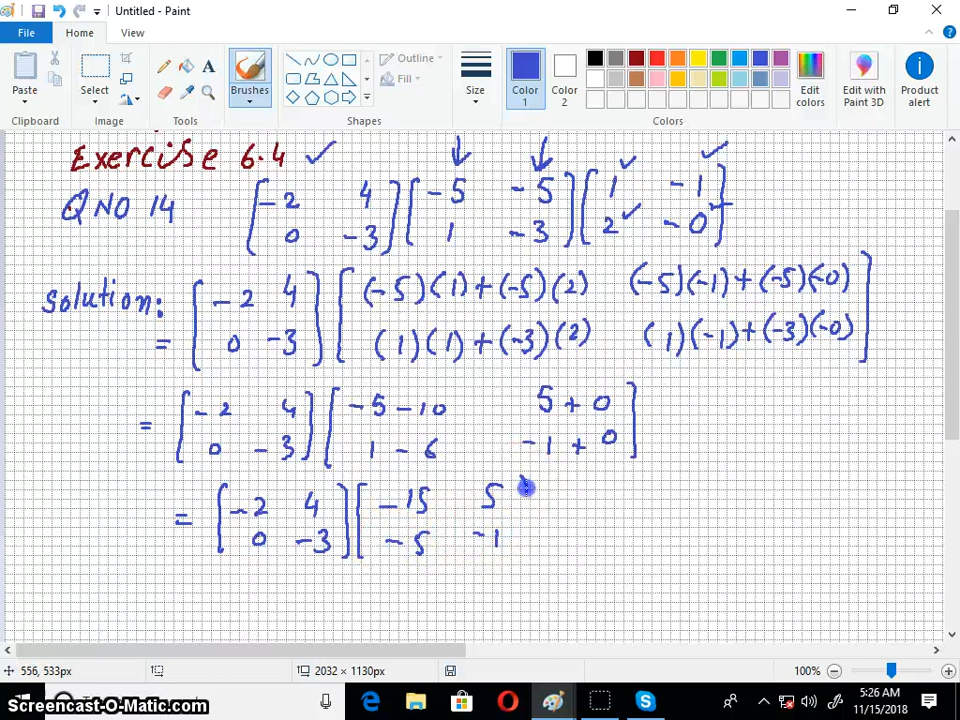 Untitled - Paint
File Home View
Paste Select Brushes Size Color 1 Color 2 Edit colors Edit with Paint 3D Product alert
Outline
Fill
Clipboard Image Tools Shapes Colors
Exercise 6.4 ✓
Q NO 14 [-2 4 [-5 -5 [1 -1
0 -3] 1 -3] 2 -0]
Solution: [-2 4 [(-5)(1)+(-5)(2) (-5)(-1)+(-5)(-0)
= 0 -3] (1)(1)+(-3)(2) (1)(-1)+(-3)(-0)]
= [-2 4 [-5-10 5+0
0 -3] 1-6 -1+0]
= [-2 4 [-15 5
0 -3] -5 -1
556, 533px 2032 × 1130px 100%
Screencast-O-Matic.com
5:26 AM
11/15/2018